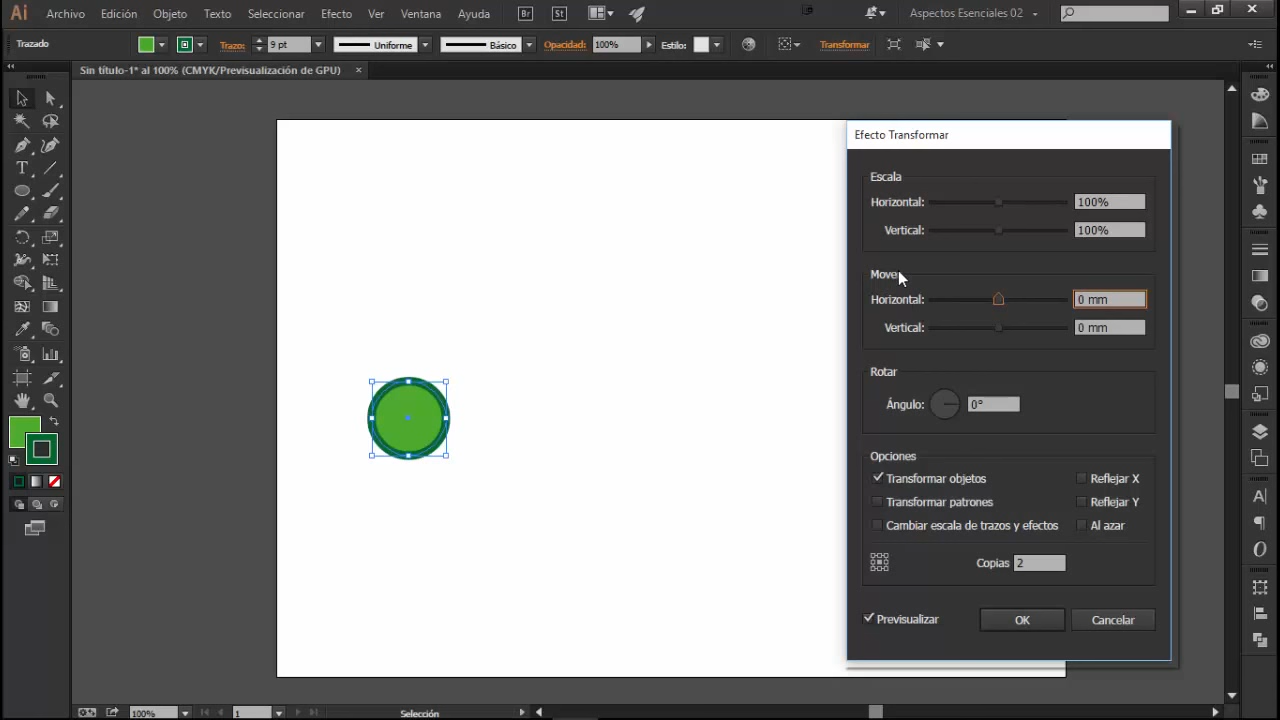 Ai Archivo Edición Objeto Texto Seleccionar Efecto Ver Ventana Ayuda Br St Aspectos Esenciales 02
Trazado Trazo: 9 pt Uniforme Básico Opacidad: 100% Estilo: Transformar
Sin título-1* al 100% (CMYK/Previsualización de GPU) ×
Efecto Transformar
Escala
Horizontal: 100%
Vertical: 100%
Move
Horizontal: 0 mm
Vertical: 0 mm
Rotar
Ángulo: 0°
Opciones
Transformar objetos Reflejar X
Transformar patrones Reflejar Y
Cambiar escala de trazos y efectos Al azar
Copias 2
Previsualizar OK Cancelar
100% 1 Selección